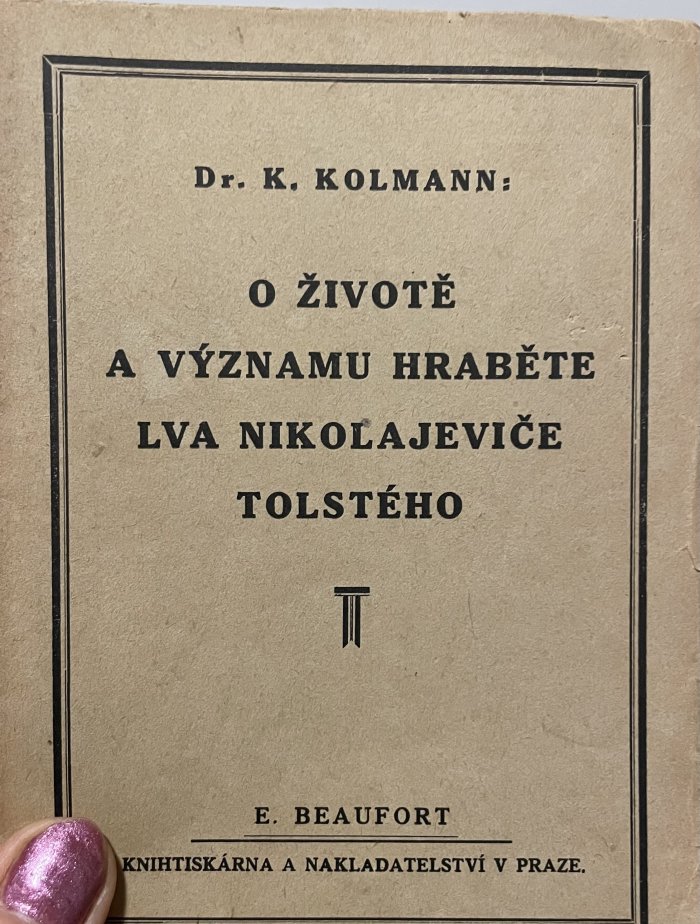 Dr. K. KOLMANN:
O ŽIVOTĚ
A VÝZNAMU HRABĚTE
LVA NIKOLAJEVIČE
TOLSTÉHO
E. BEAUFORT
KNIHTISKÁRNA A NAKLADATELSTVÍ V PRAZE.